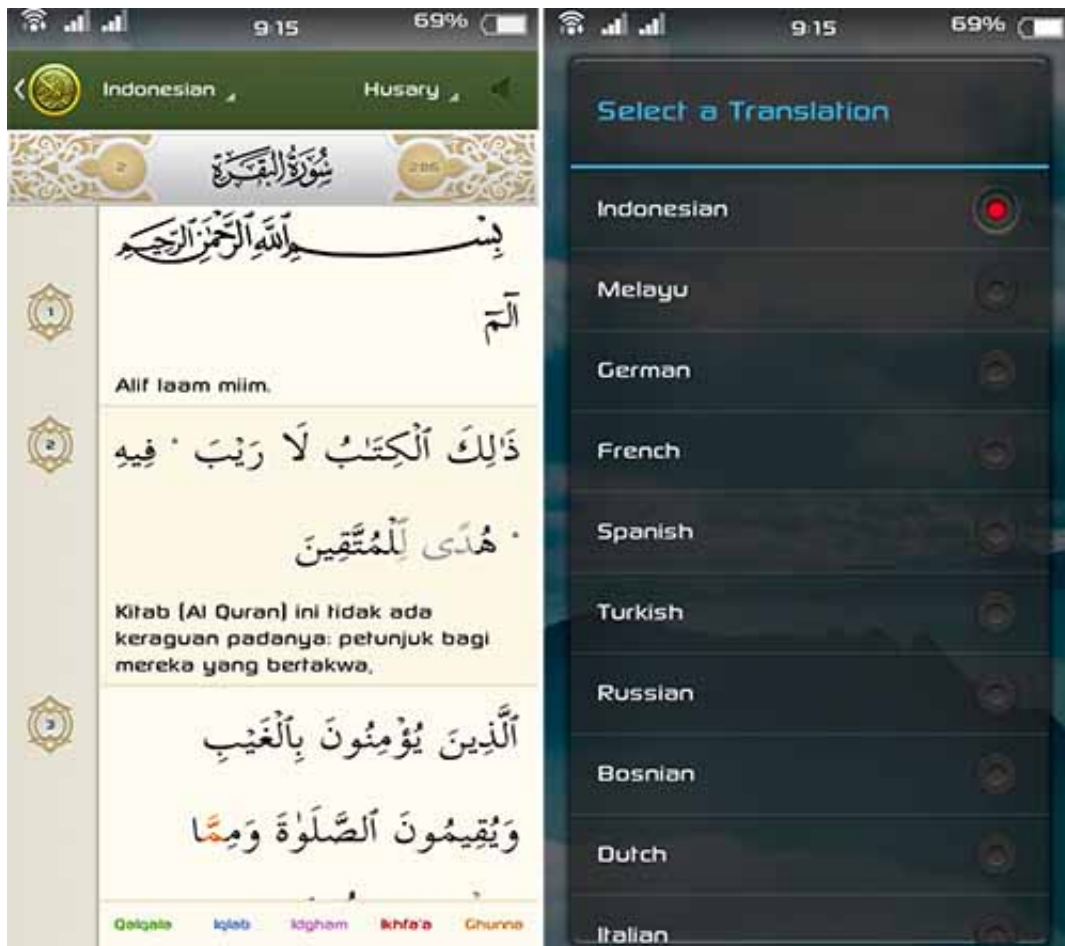 9:15
69%
Indonesian
Husary
2
سُورَةُ الْبَقَرَةِ
286
بِسْمِ اللَّهِ الرَّحْمَٰنِ الرَّحِيمِ
1
الٓمٓ
Alif laam miim.
2
ذَٰلِكَ ٱلْكِتَٰبُ لَا رَيْبَ ۛ فِيهِ
ۛ هُدًى لِّلْمُتَّقِينَ
Kitab (Al Quran) ini tidak ada
keraguan padanya: petunjuk bagi
mereka yang bertakwa,
3
ٱلَّذِينَ يُؤْمِنُونَ بِٱلْغَيْبِ
وَيُقِيمُونَ ٱلصَّلَوٰةَ وَمِمَّا
Qalqala Iqlab Idgham Ikhfa'a Ghunna
9:15
69%
Select a Translation
Indonesian
Melayu
German
French
Spanish
Turkish
Russian
Bosnian
Dutch
Italian